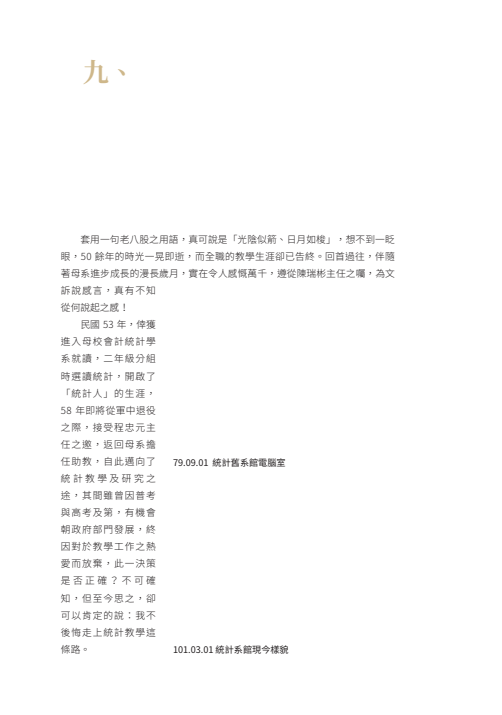 九、
套用一句老八股之用語，真可說是「光陰似箭、日月如梭」，想不到一眨
眼，50 餘年的時光一晃即逝，而全職的教學生涯卻已告終。回首過往，伴隨
著母系進步成長的漫長歲月，實在令人感慨萬千，遵從陳瑞彬主任之囑，為文
訴說感言，真有不知
從何說起之感！
民國 53 年，倖獲
進入母校會計統計學
系就讀，二年級分組
時選讀統計，開啟了
「統計人」的生涯，
58 年即將從軍中退役
之際，接受程忠元主
任之邀，返回母系擔
任助教，自此邁向了
統計教學及研究之
途，其間雖曾因普考
與高考及第，有機會
朝政府部門發展，終
因對於教學工作之熱
愛而放棄，此一決策
是否正確？不可確
知，但至今思之，卻
可以肯定的說：我不
後悔走上統計教學這
條路。
79.09.01 統計舊系館電腦室
101.03.01 統計系館現今樣貌